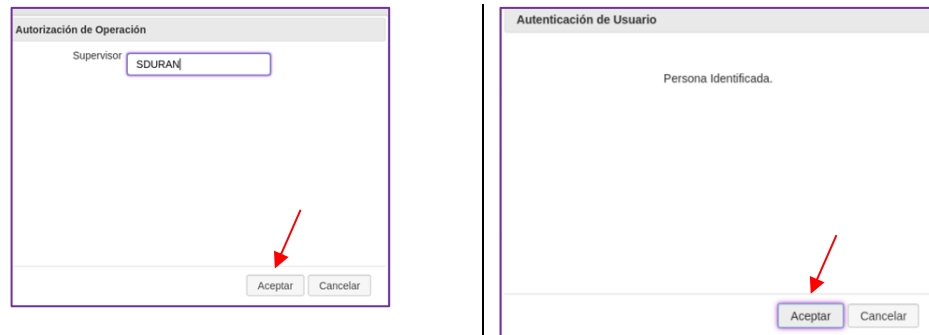 Autorización de Operación
Supervisor SDURAN
Aceptar Cancelar
Autenticación de Usuario
Persona Identificada.
Aceptar Cancelar